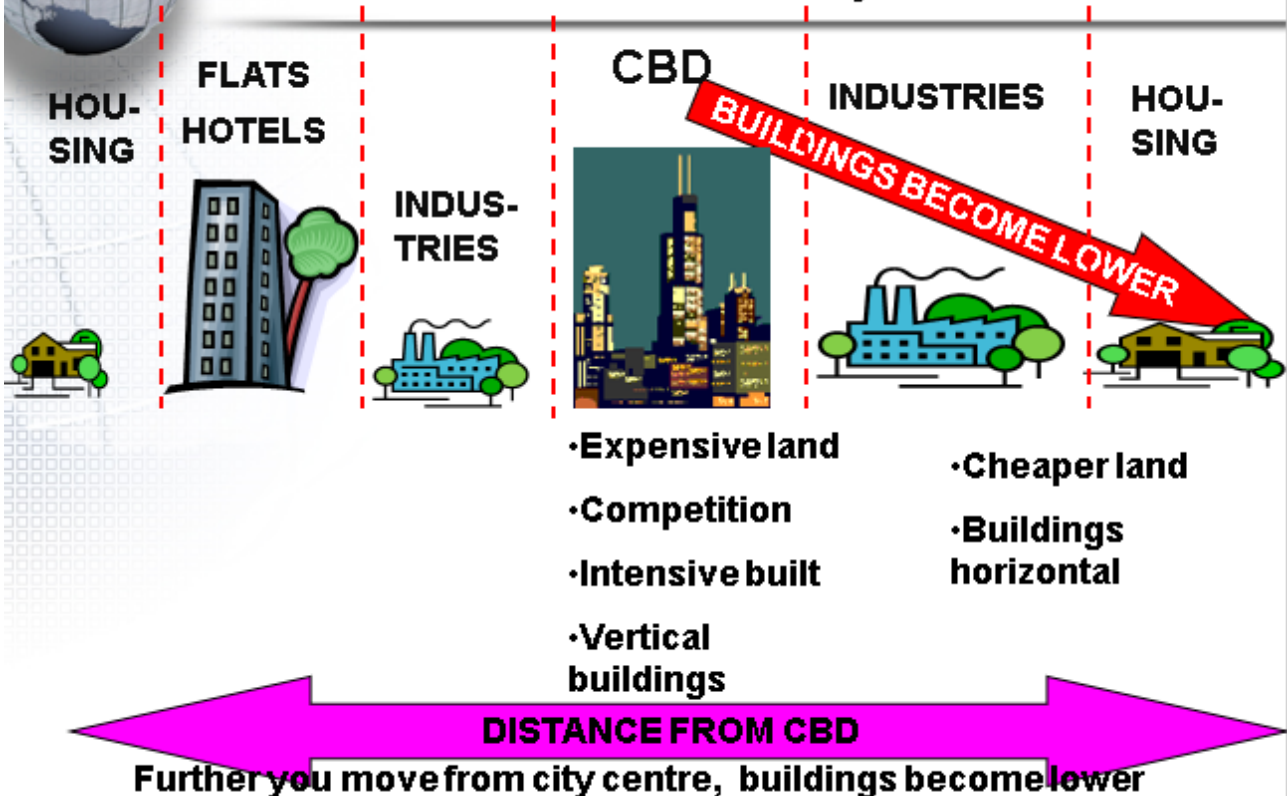 HOU-
SING
FLATS
HOTELS
INDUS-
TRIES
CBD
BUILDINGS BECOME LOWER
INDUSTRIES
HOU-
SING
•Expensive land
•Competition
•Intensive built
•Vertical
buildings
•Cheaper land
•Buildings
horizontal
DISTANCE FROM CBD
Further you move from city centre, buildings become lower